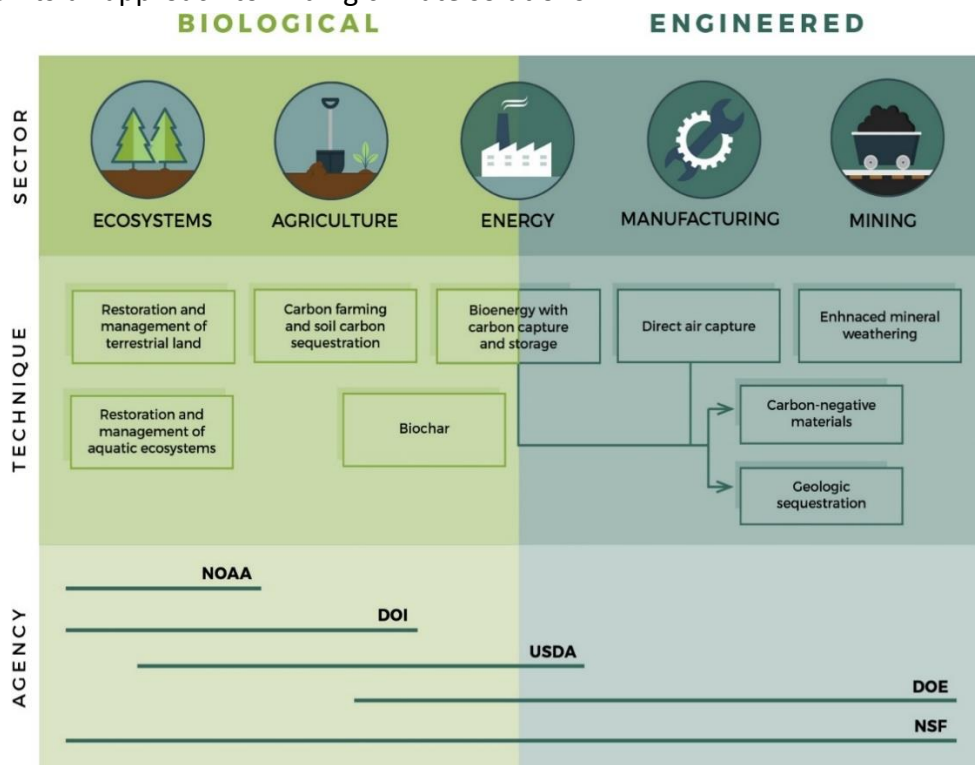 BIOLOGICAL
ENGINEERED
SECTOR
ECOSYSTEMS
AGRICULTURE
ENERGY
MANUFACTURING
MINING
TECHNIQUE
Restoration and
management of
terrestrial land
Carbon farming
and soil carbon
sequestration
Bioenergy with
carbon capture
and storage
Direct air capture
Enhnaced mineral
weathering
Restoration and
management of
aquatic ecosystems
Biochar
Carbon-negative
materials
Geologic
sequestration
AGENCY
NOAA
DOI
USDA
DOE
NSF